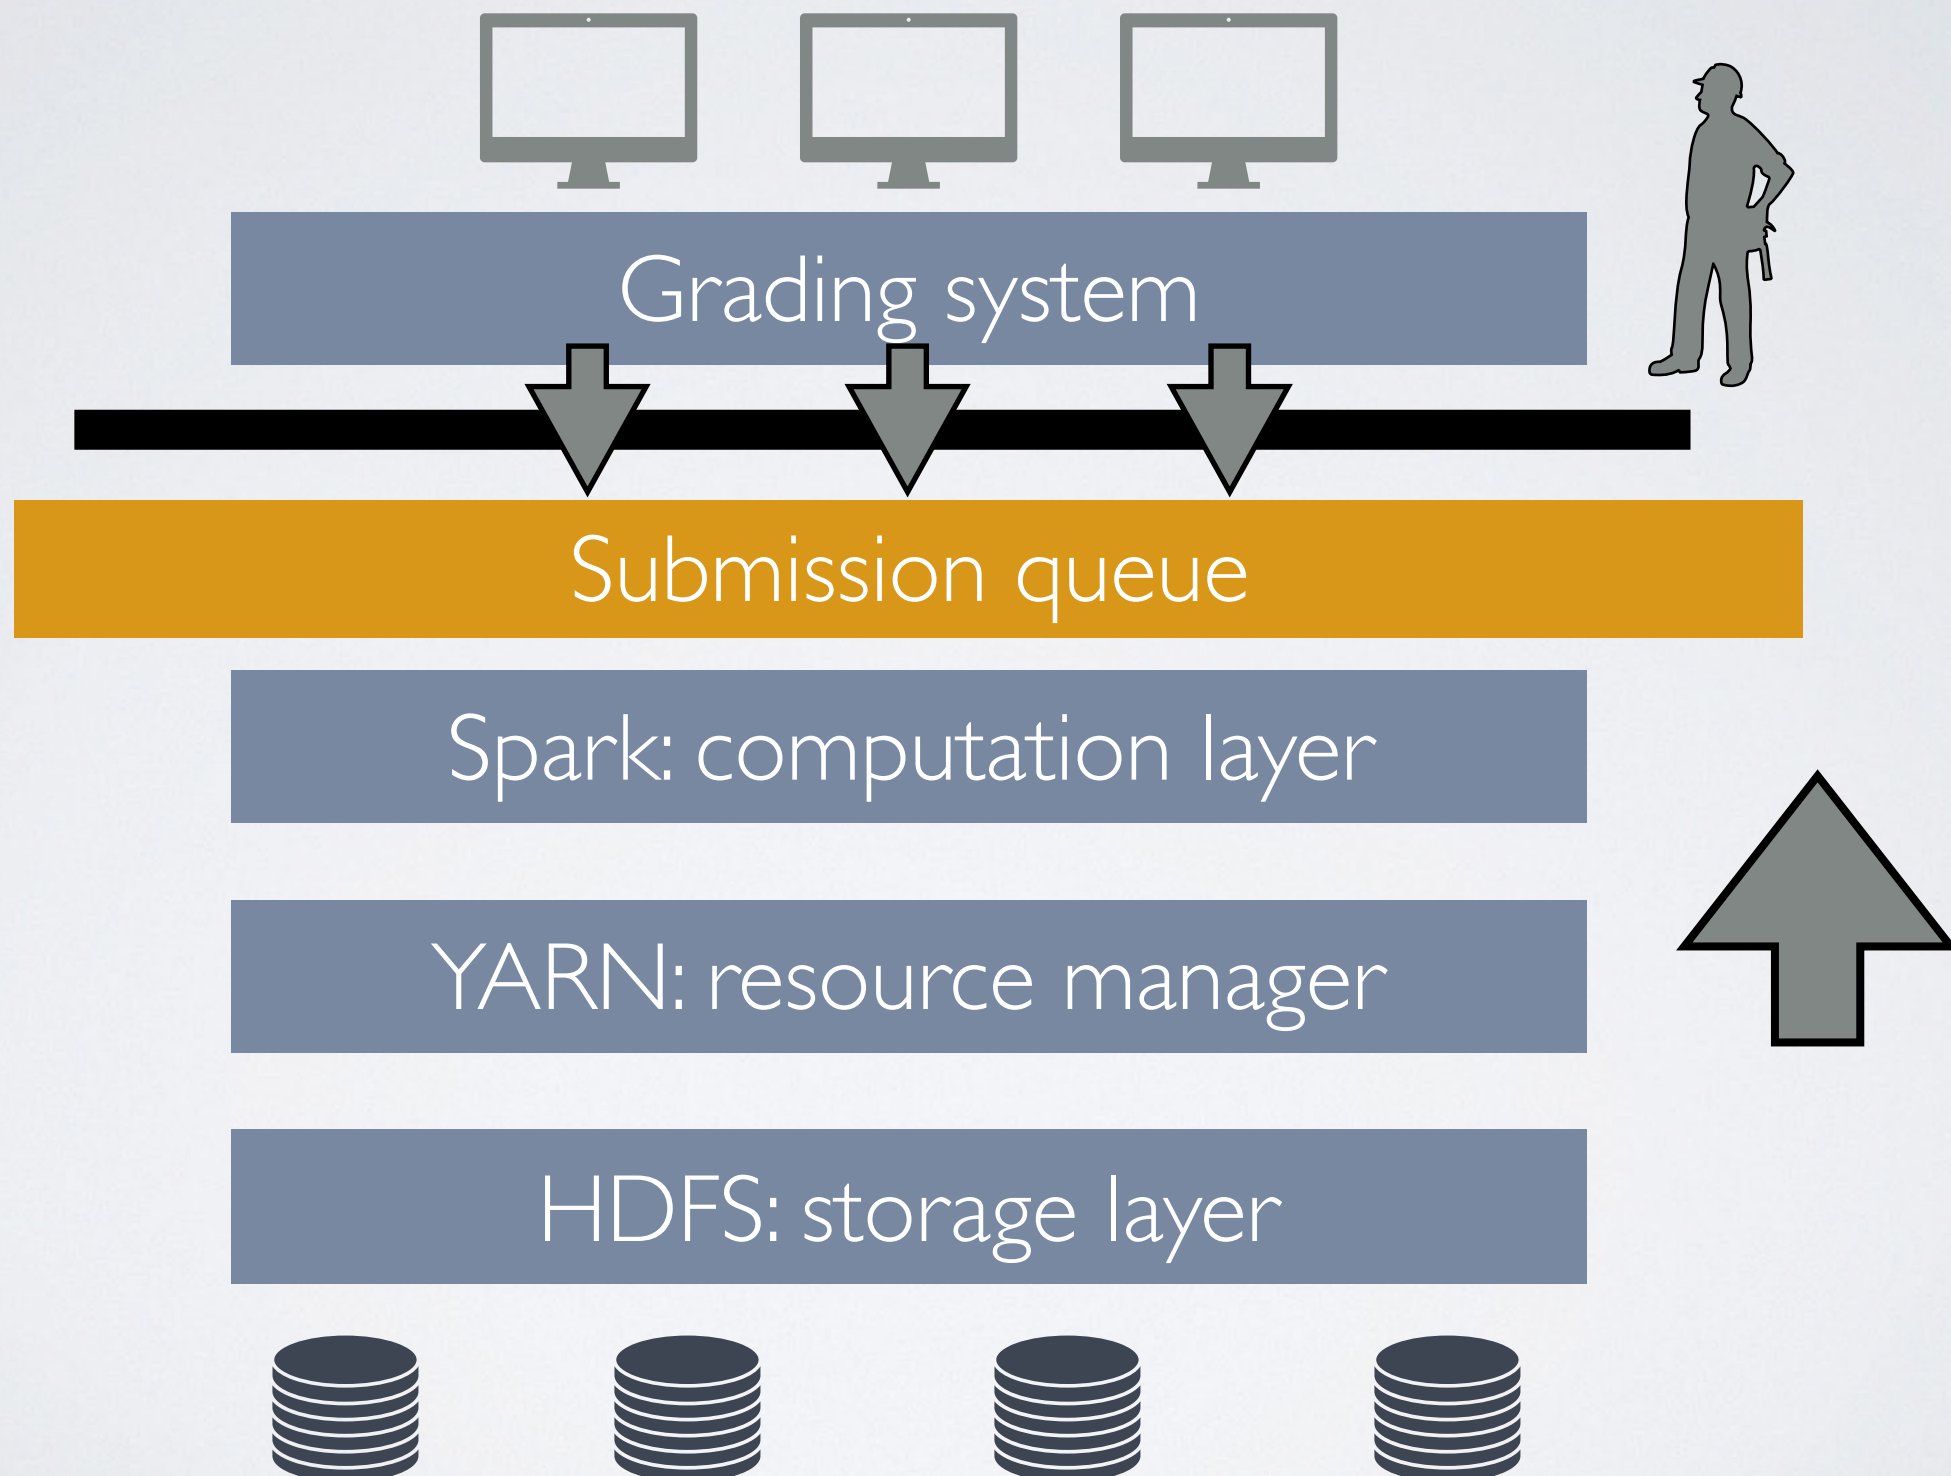 Grading system
Submission queue
Spark: computation layer
YARN: resource manager
HDFS: storage layer